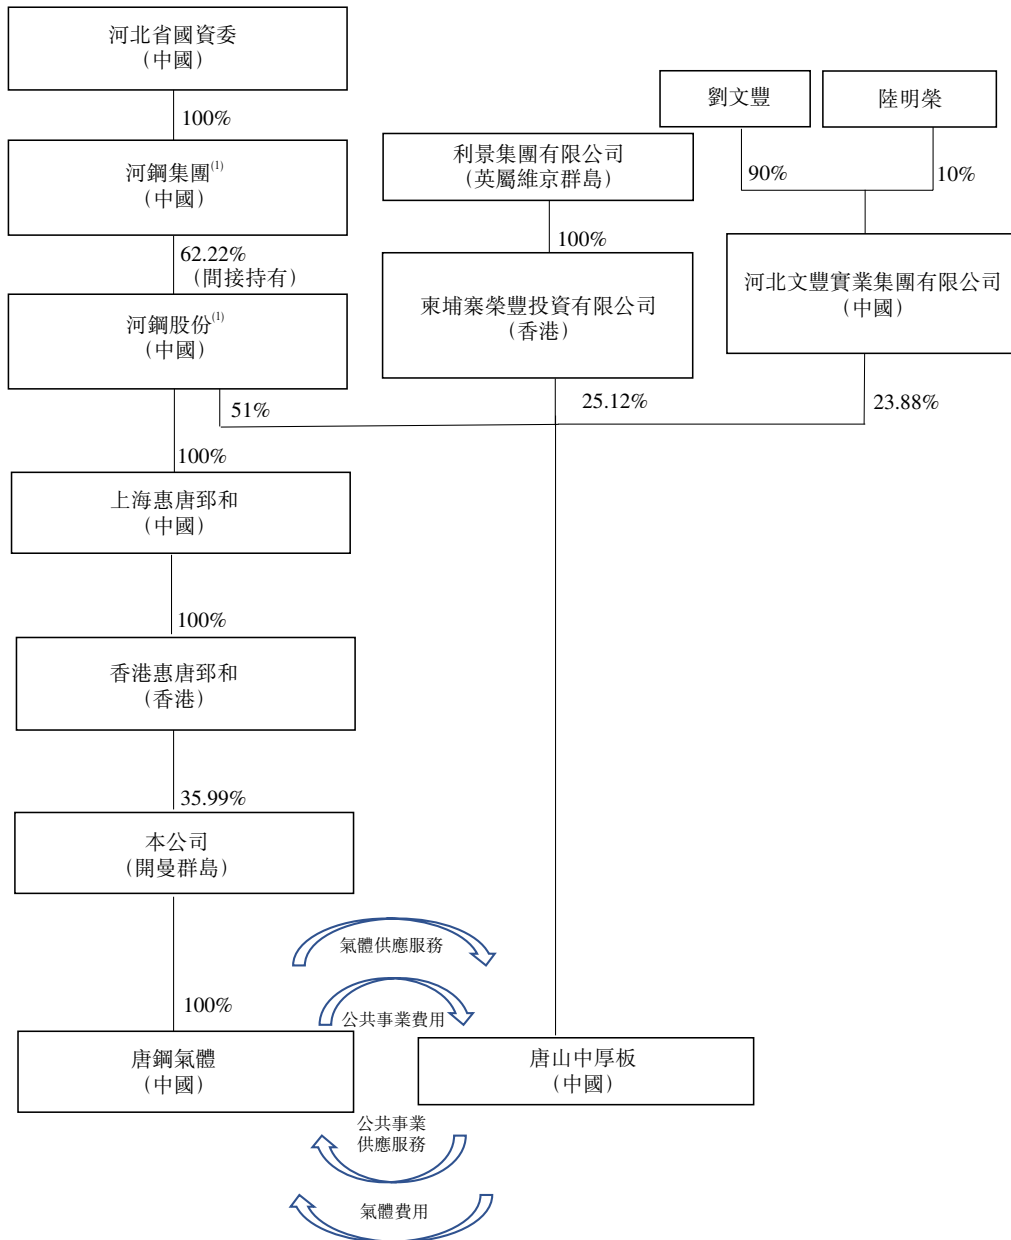 河北省國資委
（中國）
100%
河鋼集團(1)
（中國）
62.22%
（間接持有）
河鋼股份(1)
（中國）
劉文豐
陸明榮
90%
10%
利景集團有限公司
（英屬維京群島）
100%
柬埔寨榮豐投資有限公司
（香港）
河北文豐實業集團有限公司
（中國）
51%
25.12%
23.88%
100%
上海惠唐郅和
（中國）
100%
香港惠唐郅和
（香港）
35.99%
本公司
（開曼群島）
100%
氣體供應服務
公共事業費用
唐鋼氣體
（中國）
唐山中厚板
（中國）
公共事業
供應服務
氣體費用